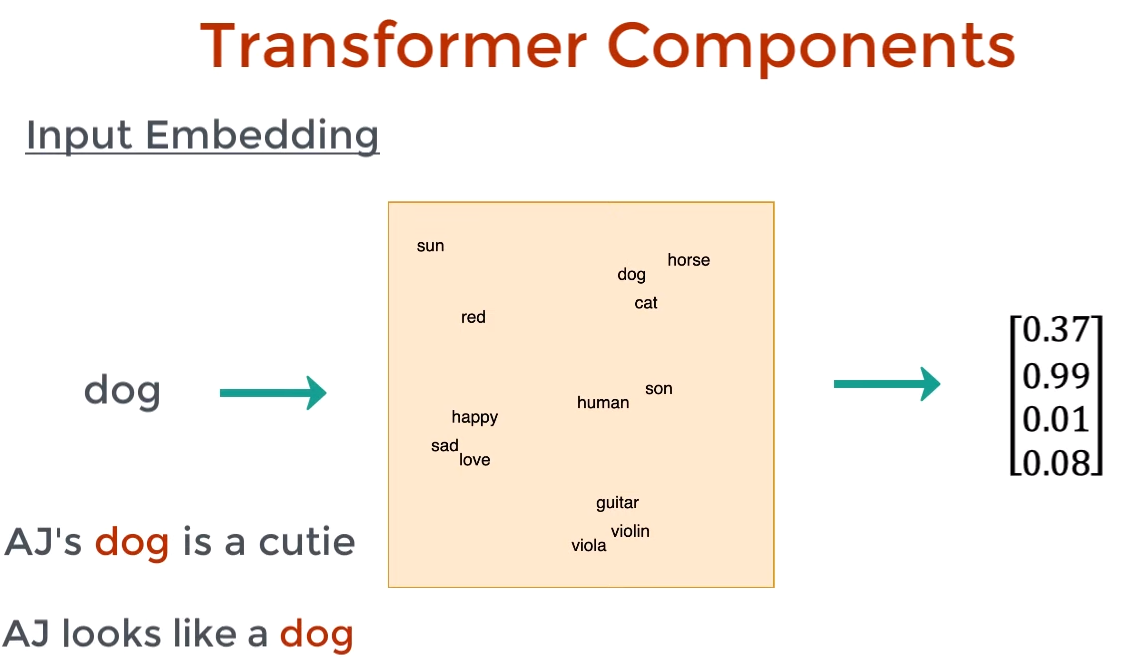 Transformer Components
Input Embedding
sun
horse
dog
cat
red
son
human
happy
sad
love
guitar
violin
viola
dog
0.37
0.99
0.01
0.08
AJ's dog is a cutie
AJ looks like a dog